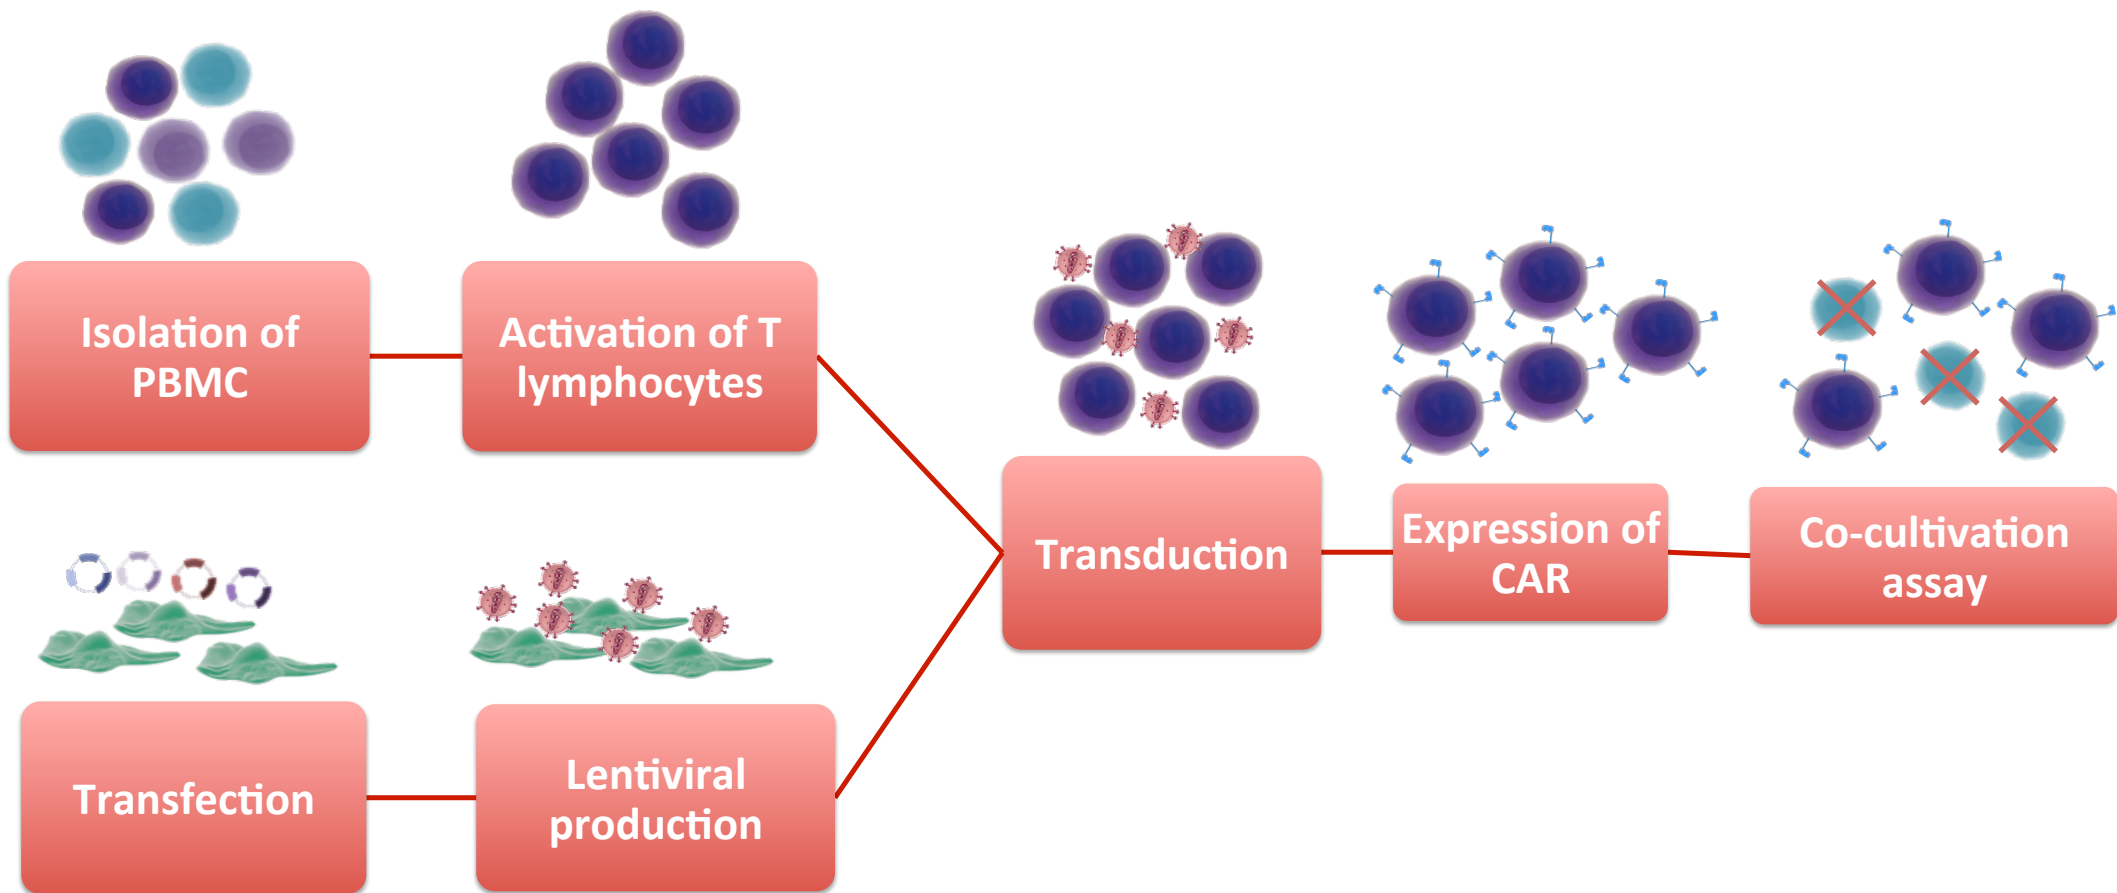 Isolation of
PBMC
Activation of T
lymphocytes
Transfection
Lentiviral
production
Transduction
Expression of
CAR
Co-cultivation
assay